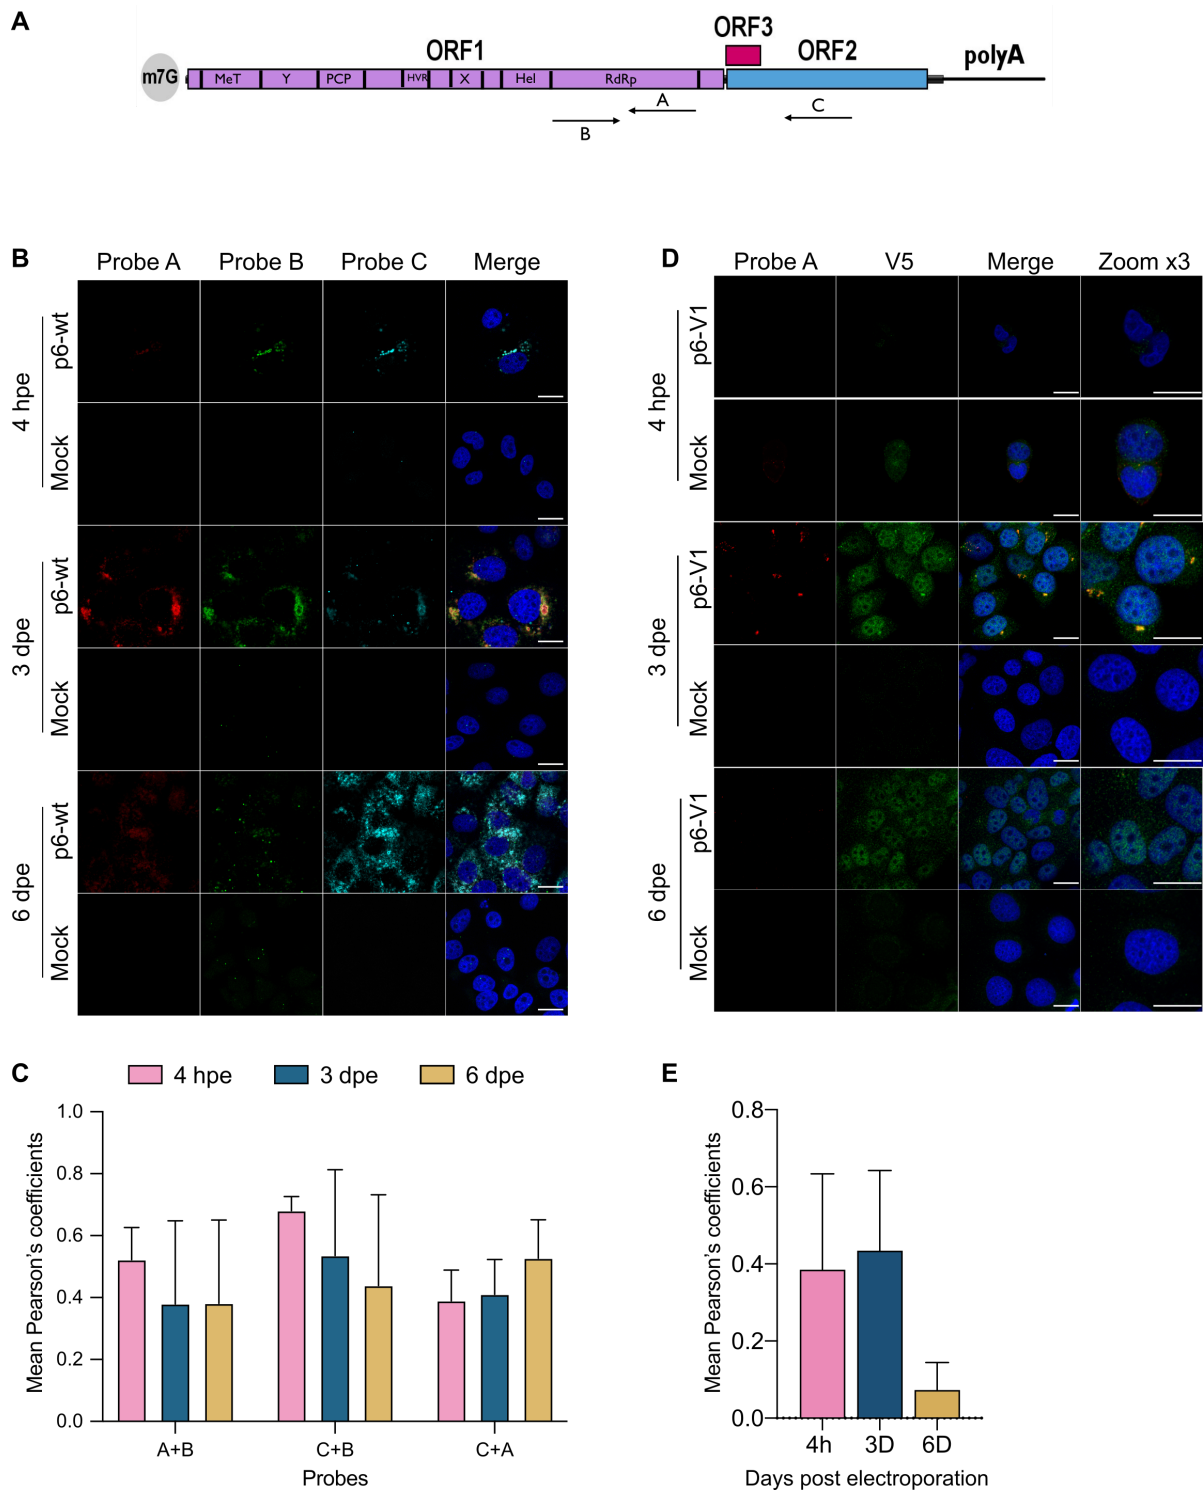 A
ORF1
ORF3
ORF2
polyA
m7G
MeT
Y
PCP
HVR
X
Hel
RdRp
A
B
C
B
Probe A
Probe B
Probe C
Merge
4 hpe
p6-wt
Mock
3 dpe
p6-wt
Mock
6 dpe
p6-wt
Mock
D
Probe A
V5
Merge
Zoom x3
4 hpe
p6-V1
Mock
3 dpe
p6-V1
Mock
6 dpe
p6-V1
Mock
C
4 hpe
3 dpe
6 dpe
Mean Pearson's coefficients
1.0
0.8
0.6
0.4
0.2
0.0
A+B
C+B
C+A
Probes
E
Mean Pearson's coefficients
0.8
0.6
0.4
0.2
0.0
4h
3D
6D
Days post electroporation